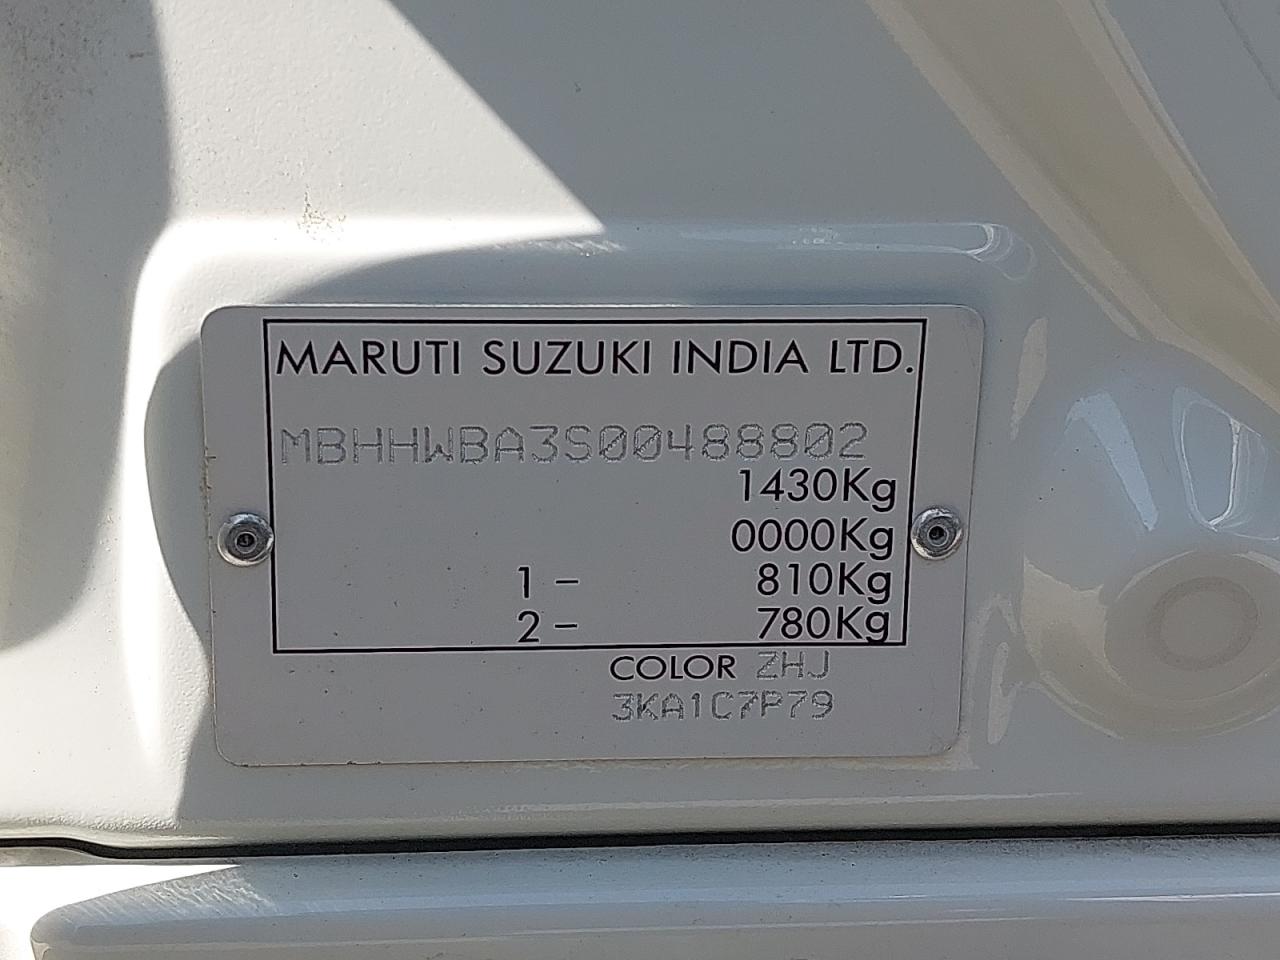 MARUTI SUZUKI INDIA LTD.
MBHHWBA3S00488802
1430Kg
0000Kg
1 – 810Kg
2 – 780Kg
COLOR ZHJ
3KA1C7P79